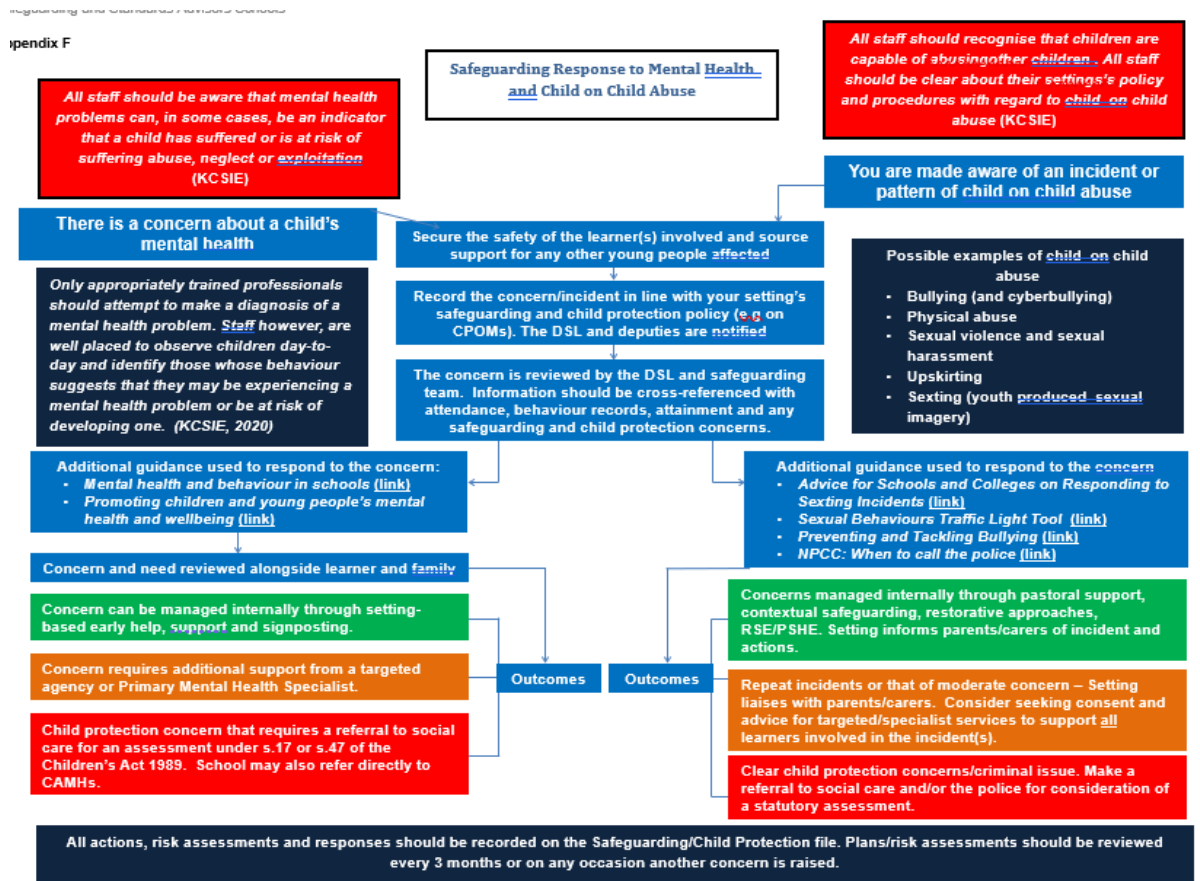 Safeguarding and Standards Advisors Schools
ppendix F
Safeguarding Response to Mental Health
and Child on Child Abuse
All staff should recognise that children are
capable of abusingother children . All staff
should be clear about their settings's policy
and procedures with regard to child on child
abuse (KCSIE)
All staff should be aware that mental health
problems can, in some cases, be an indicator
that a child has suffered or is at risk of
suffering abuse, neglect or exploitation
(KCSIE)
You are made aware of an incident or
pattern of child on child abuse
There is a concern about a child's
mental health
Secure the safety of the learner(s) involved and source
support for any other young people affected
Only appropriately trained professionals
should attempt to make a diagnosis of a
mental health problem. Staff however, are
well placed to observe children day-to-
day and identify those whose behaviour
suggests that they may be experiencing a
mental health problem or be at risk of
developing one. (KCSIE, 2020)
Record the concern/incident in line with your setting's
safeguarding and child protection policy (e.g on
CPOMs). The DSL and deputies are notified
Possible examples of child on child
abuse
• Bullying (and cyberbullying)
• Physical abuse
• Sexual violence and sexual
harassment
• Upskirting
• Sexting (youth produced sexual
imagery)
The concern is reviewed by the DSL and safeguarding
team. Information should be cross-referenced with
attendance, behaviour records, attainment and any
safeguarding and child protection concerns.
Additional guidance used to respond to the concern:
• Mental health and behaviour in schools (link)
• Promoting children and young people's mental
health and wellbeing (link)
Additional guidance used to respond to the concern
• Advice for Schools and Colleges on Responding to
Sexting Incidents (link)
• Sexual Behaviours Traffic Light Tool (link)
• Preventing and Tackling Bullying (link)
• NPCC: When to call the police (link)
Concern and need reviewed alongside learner and family
Concern can be managed internally through setting-
based early help, support and signposting.
Concern requires additional support from a targeted
agency or Primary Mental Health Specialist.
Child protection concern that requires a referral to social
care for an assessment under s.17 or s.47 of the
Children's Act 1989. School may also refer directly to
CAMHs.
Outcomes
Outcomes
Concerns managed internally through pastoral support,
contextual safeguarding, restorative approaches,
RSE/PSHE. Setting informs parents/carers of incident and
actions.
Repeat incidents or that of moderate concern – Setting
liaises with parents/carers. Consider seeking consent and
advice for targeted/specialist services to support all
learners involved in the incident(s).
Clear child protection concerns/criminal issue. Make a
referral to social care and/or the police for consideration of
a statutory assessment.
All actions, risk assessments and responses should be recorded on the Safeguarding/Child Protection file. Plans/risk assessments should be reviewed
every 3 months or on any occasion another concern is raised.